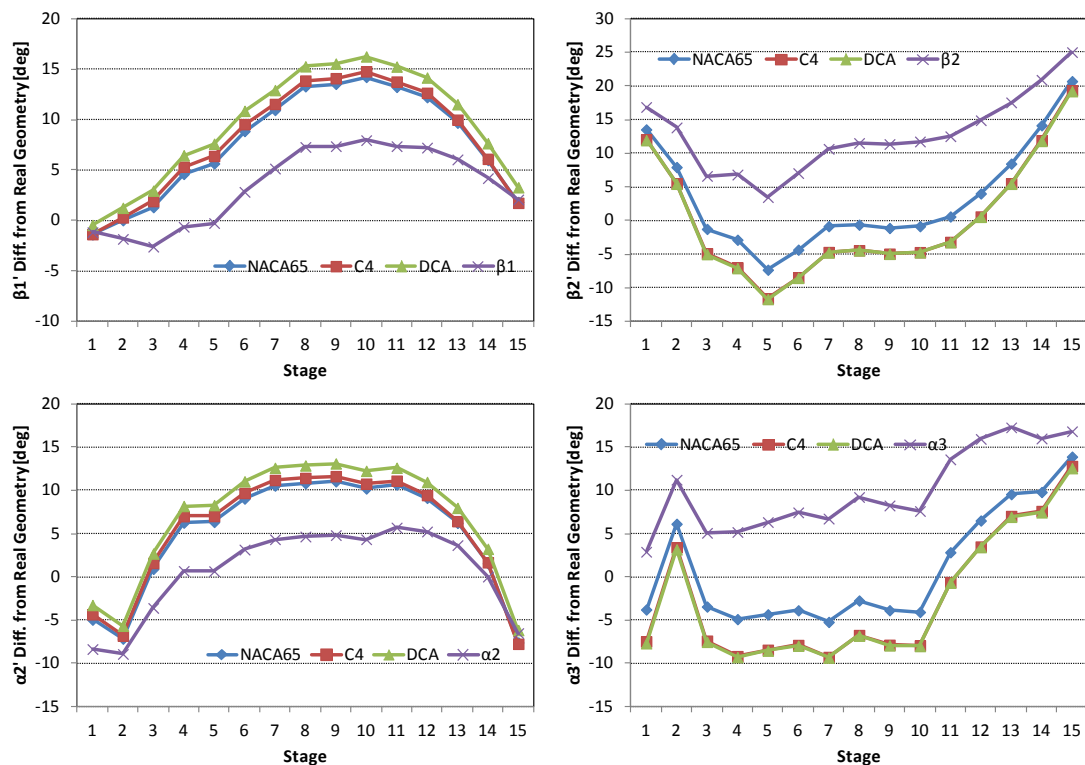 β1' Diff. from Real Geometry[deg]
20
15
10
5
0
-5
-10
NACA65 C4 DCA β1
1 2 3 4 5 6 7 8 9 10 11 12 13 14 15
Stage
β2' Diff. from Real Geometry[deg]
30
25
20
15
10
5
0
-5
-10
-15
NACA65 C4 DCA β2
1 2 3 4 5 6 7 8 9 10 11 12 13 14 15
Stage
α2' Diff. from Real Geometry[deg]
20
15
10
5
0
-5
-10
-15
NACA65 C4 DCA α2
1 2 3 4 5 6 7 8 9 10 11 12 13 14 15
Stage
α3' Diff. from Real Geometry[deg]
20
15
10
5
0
-5
-10
-15
NACA65 C4 DCA α3
1 2 3 4 5 6 7 8 9 10 11 12 13 14 15
Stage